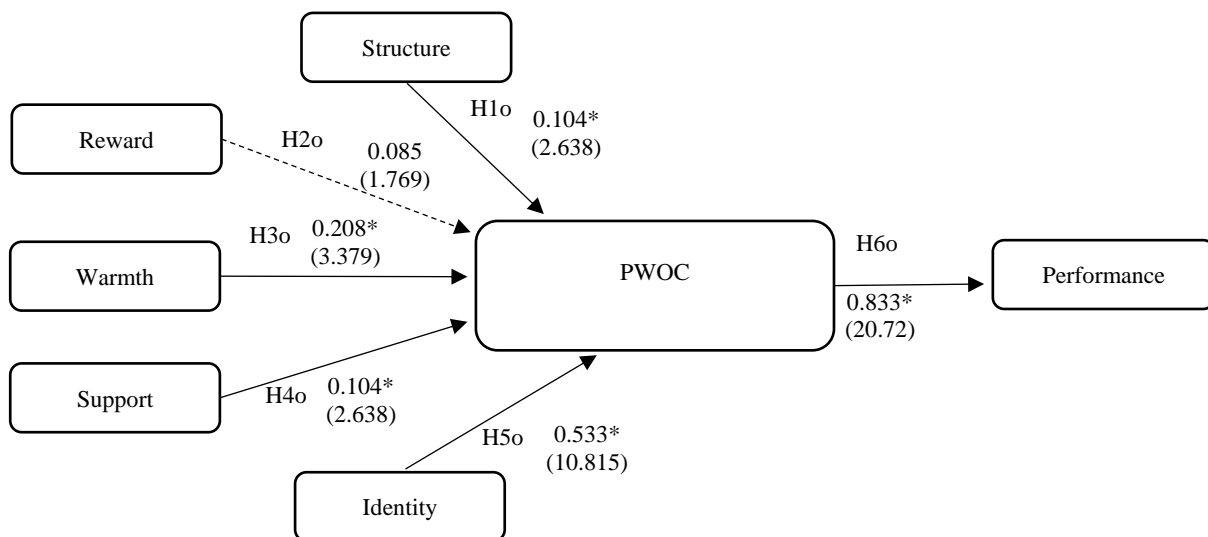 Structure
H1o
0.104*
(2.638)
Reward
H2o
0.085
(1.769)
Warmth
H3o
0.208*
(3.379)
PWOC
H6o
0.833*
(20.72)
Performance
Support
H4o
0.104*
(2.638)
H5o
0.533*
(10.815)
Identity